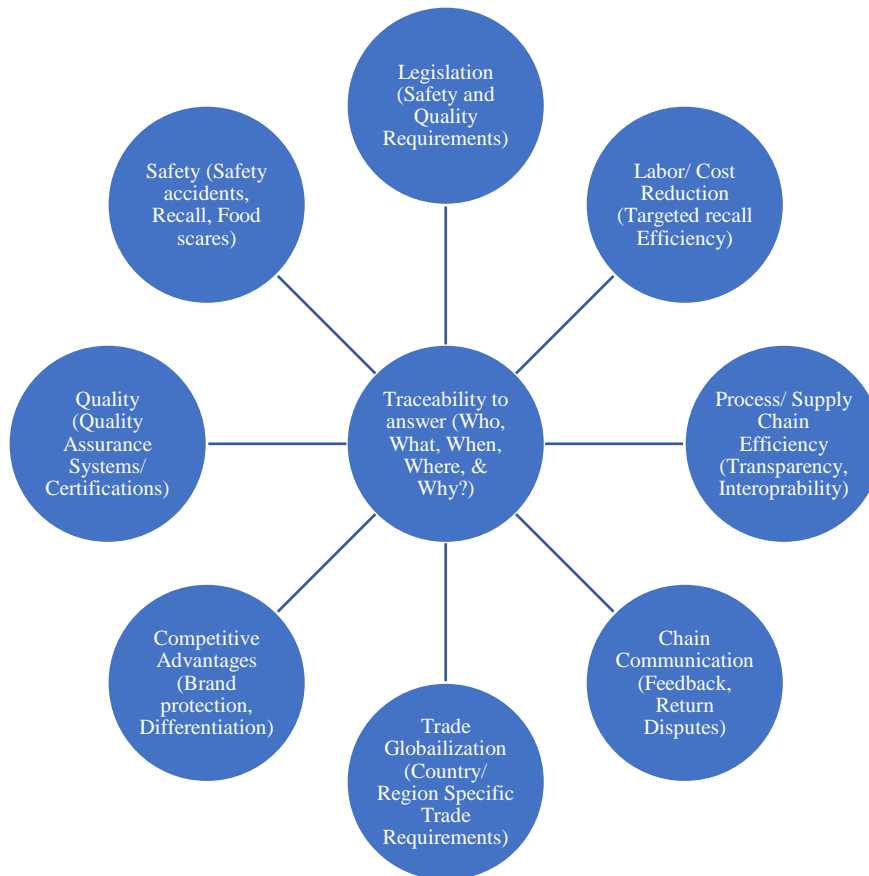 Legislation
(Safety and
Quality
Requirements)
Labor/ Cost
Reduction
(Targeted recall
Efficiency)
Process/ Supply
Chain
Efficiency
(Transparency,
Interoprability)
Chain
Communication
(Feedback,
Return
Disputes)
Trade
Globailization
(Country/
Region Specific
Trade
Requirements)
Competitive
Advantages
(Brand
protection,
Differentiation)
Quality
(Quality
Assurance
Systems/
Certifications)
Safety (Safety
accidents,
Recall, Food
scares)
Traceability to
answer (Who,
What, When,
Where, &
Why?)